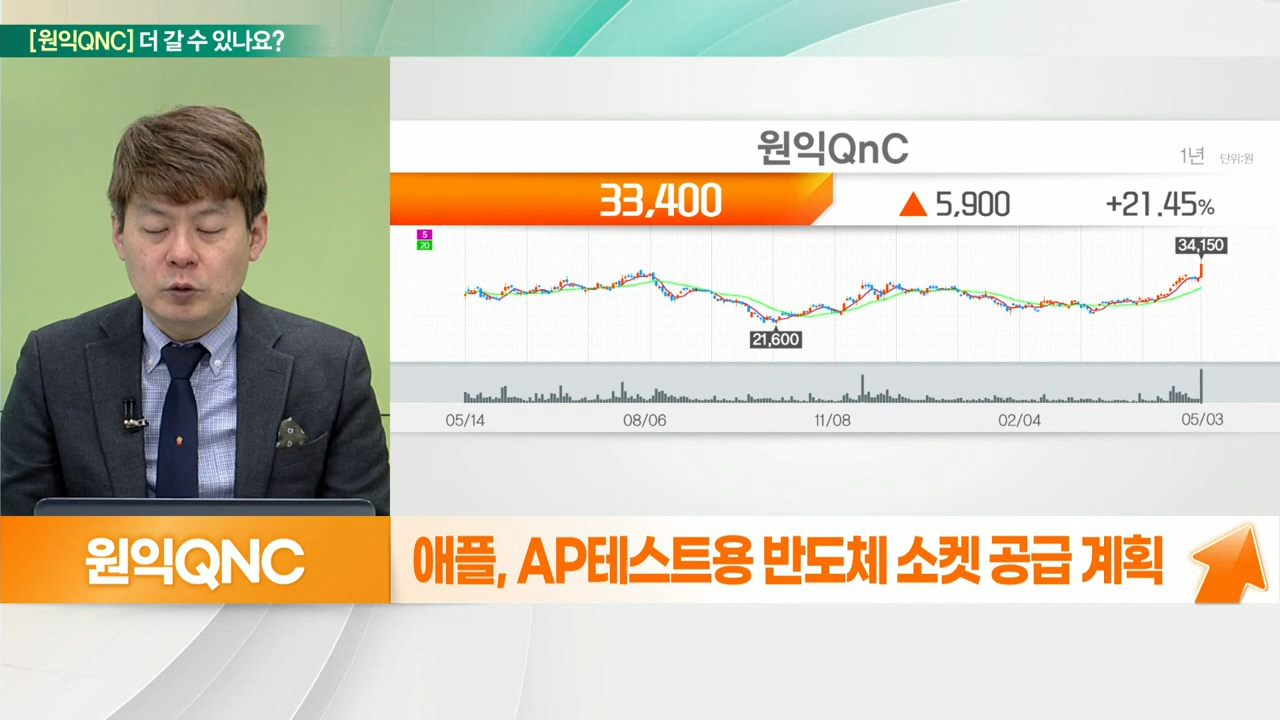 [원익QNC] 더 갈 수 있나요?
원익QnC
1년 단위:원
33,400 ▲ 5,900 +21.45%
5
20
34,150
21,600
05/14 08/06 11/08 02/04 05/03
원익QNC
애플, AP테스트용 반도체 소켓 공급 계획